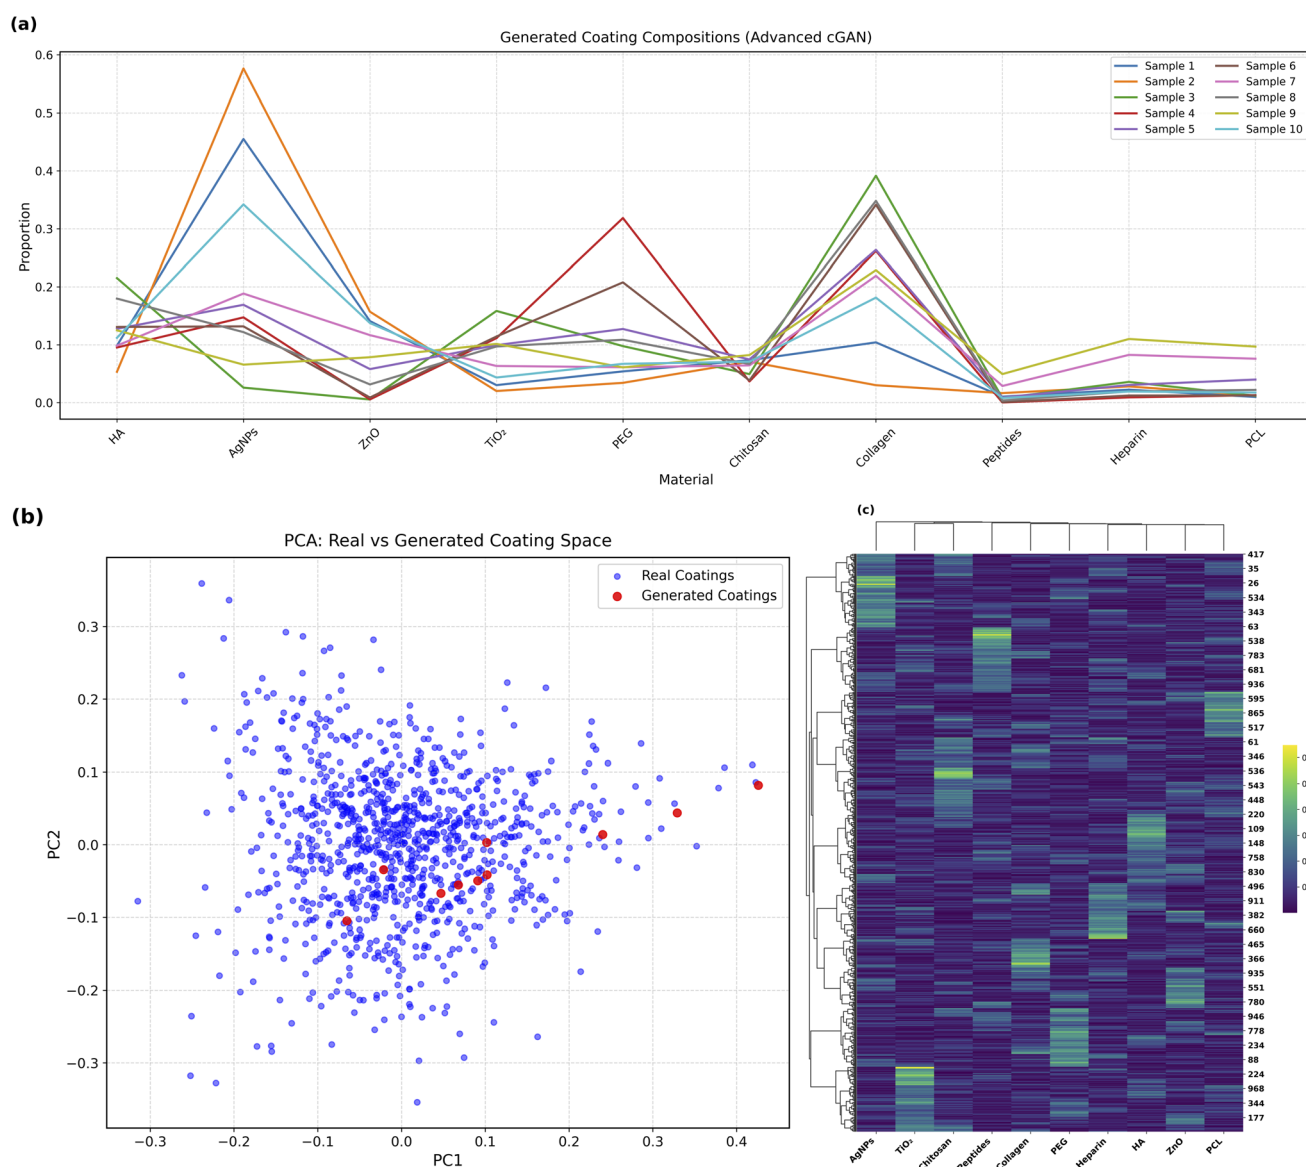 (a)
Generated Coating Compositions (Advanced cGAN)
Proportion
0.6
0.5
0.4
0.3
0.2
0.1
0.0
Sample 1
Sample 2
Sample 3
Sample 4
Sample 5
Sample 6
Sample 7
Sample 8
Sample 9
Sample 10
HA
AgNPs
ZnO
TiO₂
PEG
Chitosan
Collagen
Peptides
Heparin
PCL
Material
(b)
PCA: Real vs Generated Coating Space
Real Coatings
Generated Coatings
PC2
0.3
0.2
0.1
0.0
−0.1
−0.2
−0.3
−0.3
−0.2
−0.1
0.0
0.1
0.2
0.3
0.4
PC1
(c)
417
35
26
534
343
63
538
783
681
936
595
865
517
61
346
536
543
448
220
109
148
758
830
496
911
382
660
465
366
935
551
780
946
778
234
88
224
968
344
177
AgNPs
TiO₂
Chitosan
Peptides
Collagen
PEG
Heparin
HA
ZnO
PCL